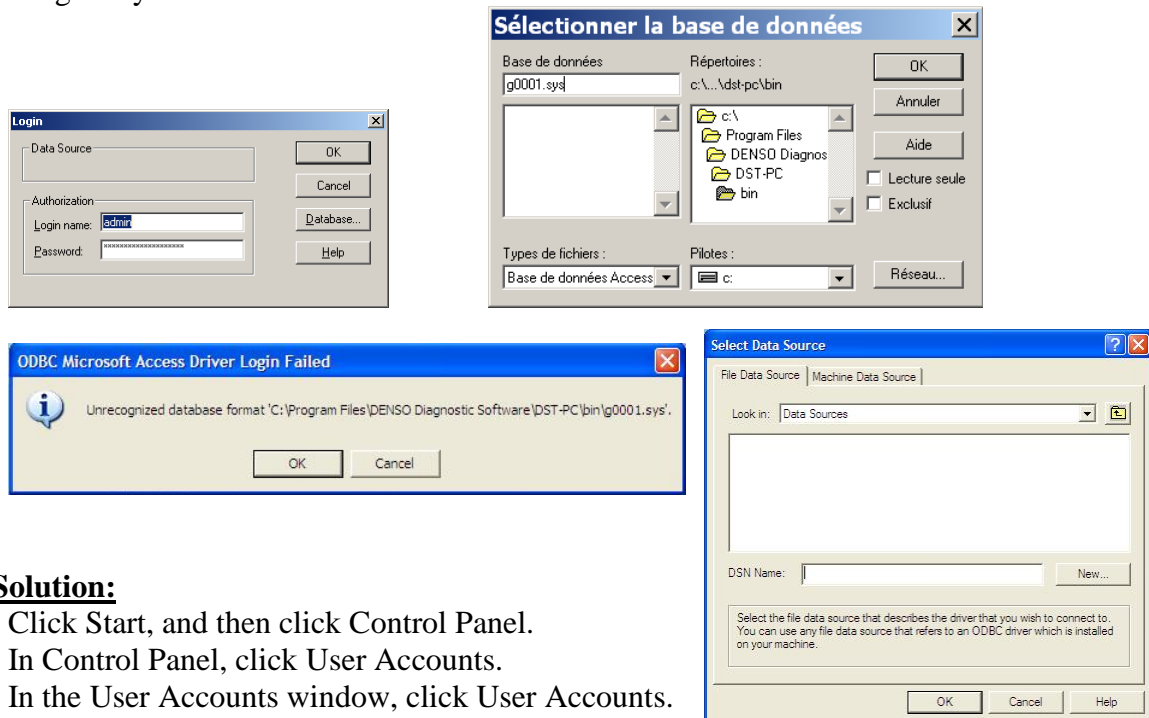 Sélectionner la base de données
Base de données
g0001.sys
Répertoires :
c:\...\dst-pc\bin
c:\
Program Files
DENSO Diagnos
DST-PC
bin
OK
Annuler
Aide
Lecture seule
Exclusif
Types de fichiers :
Base de données Access
Pilotes :
c:
Réseau...
Login
Data Source
Authorization
Login name: admin
Password: ******************
OK
Cancel
Database...
Help
ODBC Microsoft Access Driver Login Failed
Unrecognized database format 'C:\Program Files\DENSO Diagnostic Software\DST-PC\bin\g0001.sys'.
OK Cancel
Select Data Source
File Data Source Machine Data Source
Look in: Data Sources
DSN Name:
New...
Select the file data source that describes the driver that you wish to connect to.
You can use any file data source that refers to an ODBC driver which is installed
on your machine.
OK Cancel Help
Solution:
Click Start, and then click Control Panel.
In Control Panel, click User Accounts.
In the User Accounts window, click User Accounts.